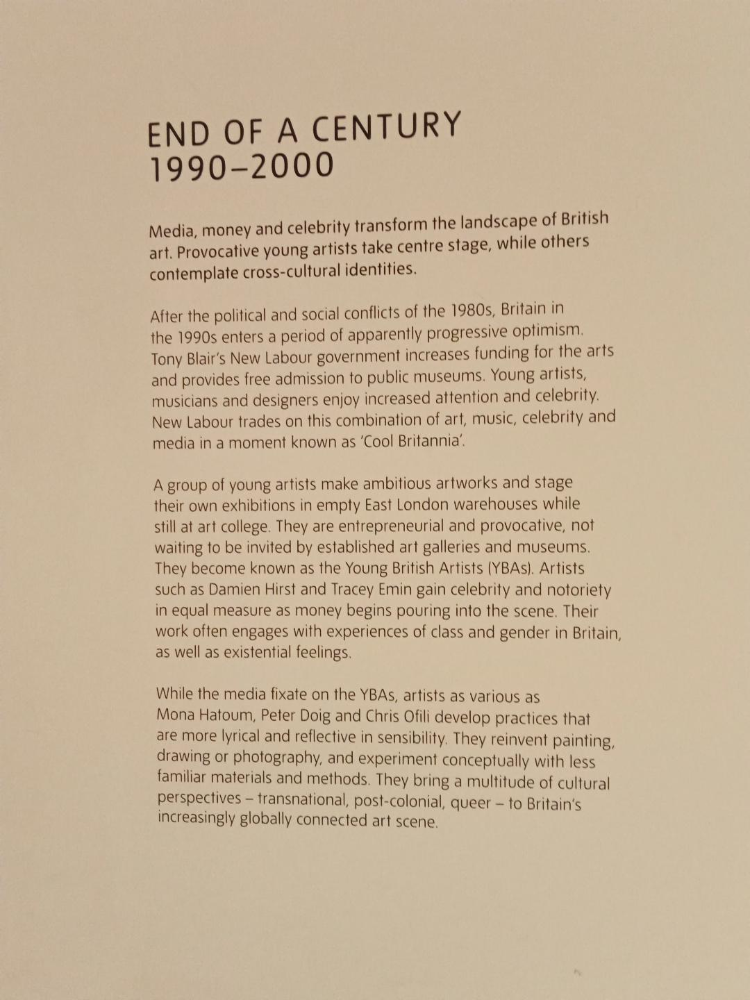 END OF A CENTURY
1990–2000
Media, money and celebrity transform the landscape of British
art. Provocative young artists take centre stage, while others
contemplate cross-cultural identities.
After the political and social conflicts of the 1980s, Britain in
the 1990s enters a period of apparently progressive optimism.
Tony Blair’s New Labour government increases funding for the arts
and provides free admission to public museums. Young artists,
musicians and designers enjoy increased attention and celebrity.
New Labour trades on this combination of art, music, celebrity and
media in a moment known as ‘Cool Britannia’.
A group of young artists make ambitious artworks and stage
their own exhibitions in empty East London warehouses while
still at art college. They are entrepreneurial and provocative, not
waiting to be invited by established art galleries and museums.
They become known as the Young British Artists (YBAs). Artists
such as Damien Hirst and Tracey Emin gain celebrity and notoriety
in equal measure as money begins pouring into the scene. Their
work often engages with experiences of class and gender in Britain,
as well as existential feelings.
While the media fixate on the YBAs, artists as various as
Mona Hatoum, Peter Doig and Chris Ofili develop practices that
are more lyrical and reflective in sensibility. They reinvent painting,
drawing or photography, and experiment conceptually with less
familiar materials and methods. They bring a multitude of cultural
perspectives – transnational, post-colonial, queer – to Britain’s
increasingly globally connected art scene.